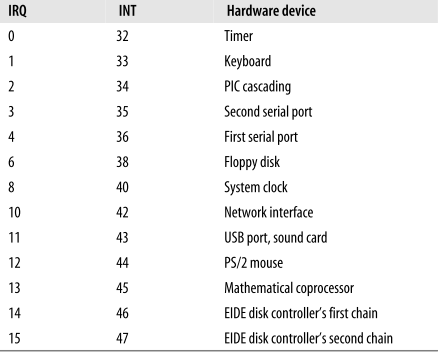 IRQ INT Hardware device
0 32 Timer
1 33 Keyboard
2 34 PIC cascading
3 35 Second serial port
4 36 First serial port
6 38 Floppy disk
8 40 System clock
10 42 Network interface
11 43 USB port, sound card
12 44 PS/2 mouse
13 45 Mathematical coprocessor
14 46 EIDE disk controller’s first chain
15 47 EIDE disk controller’s second chain